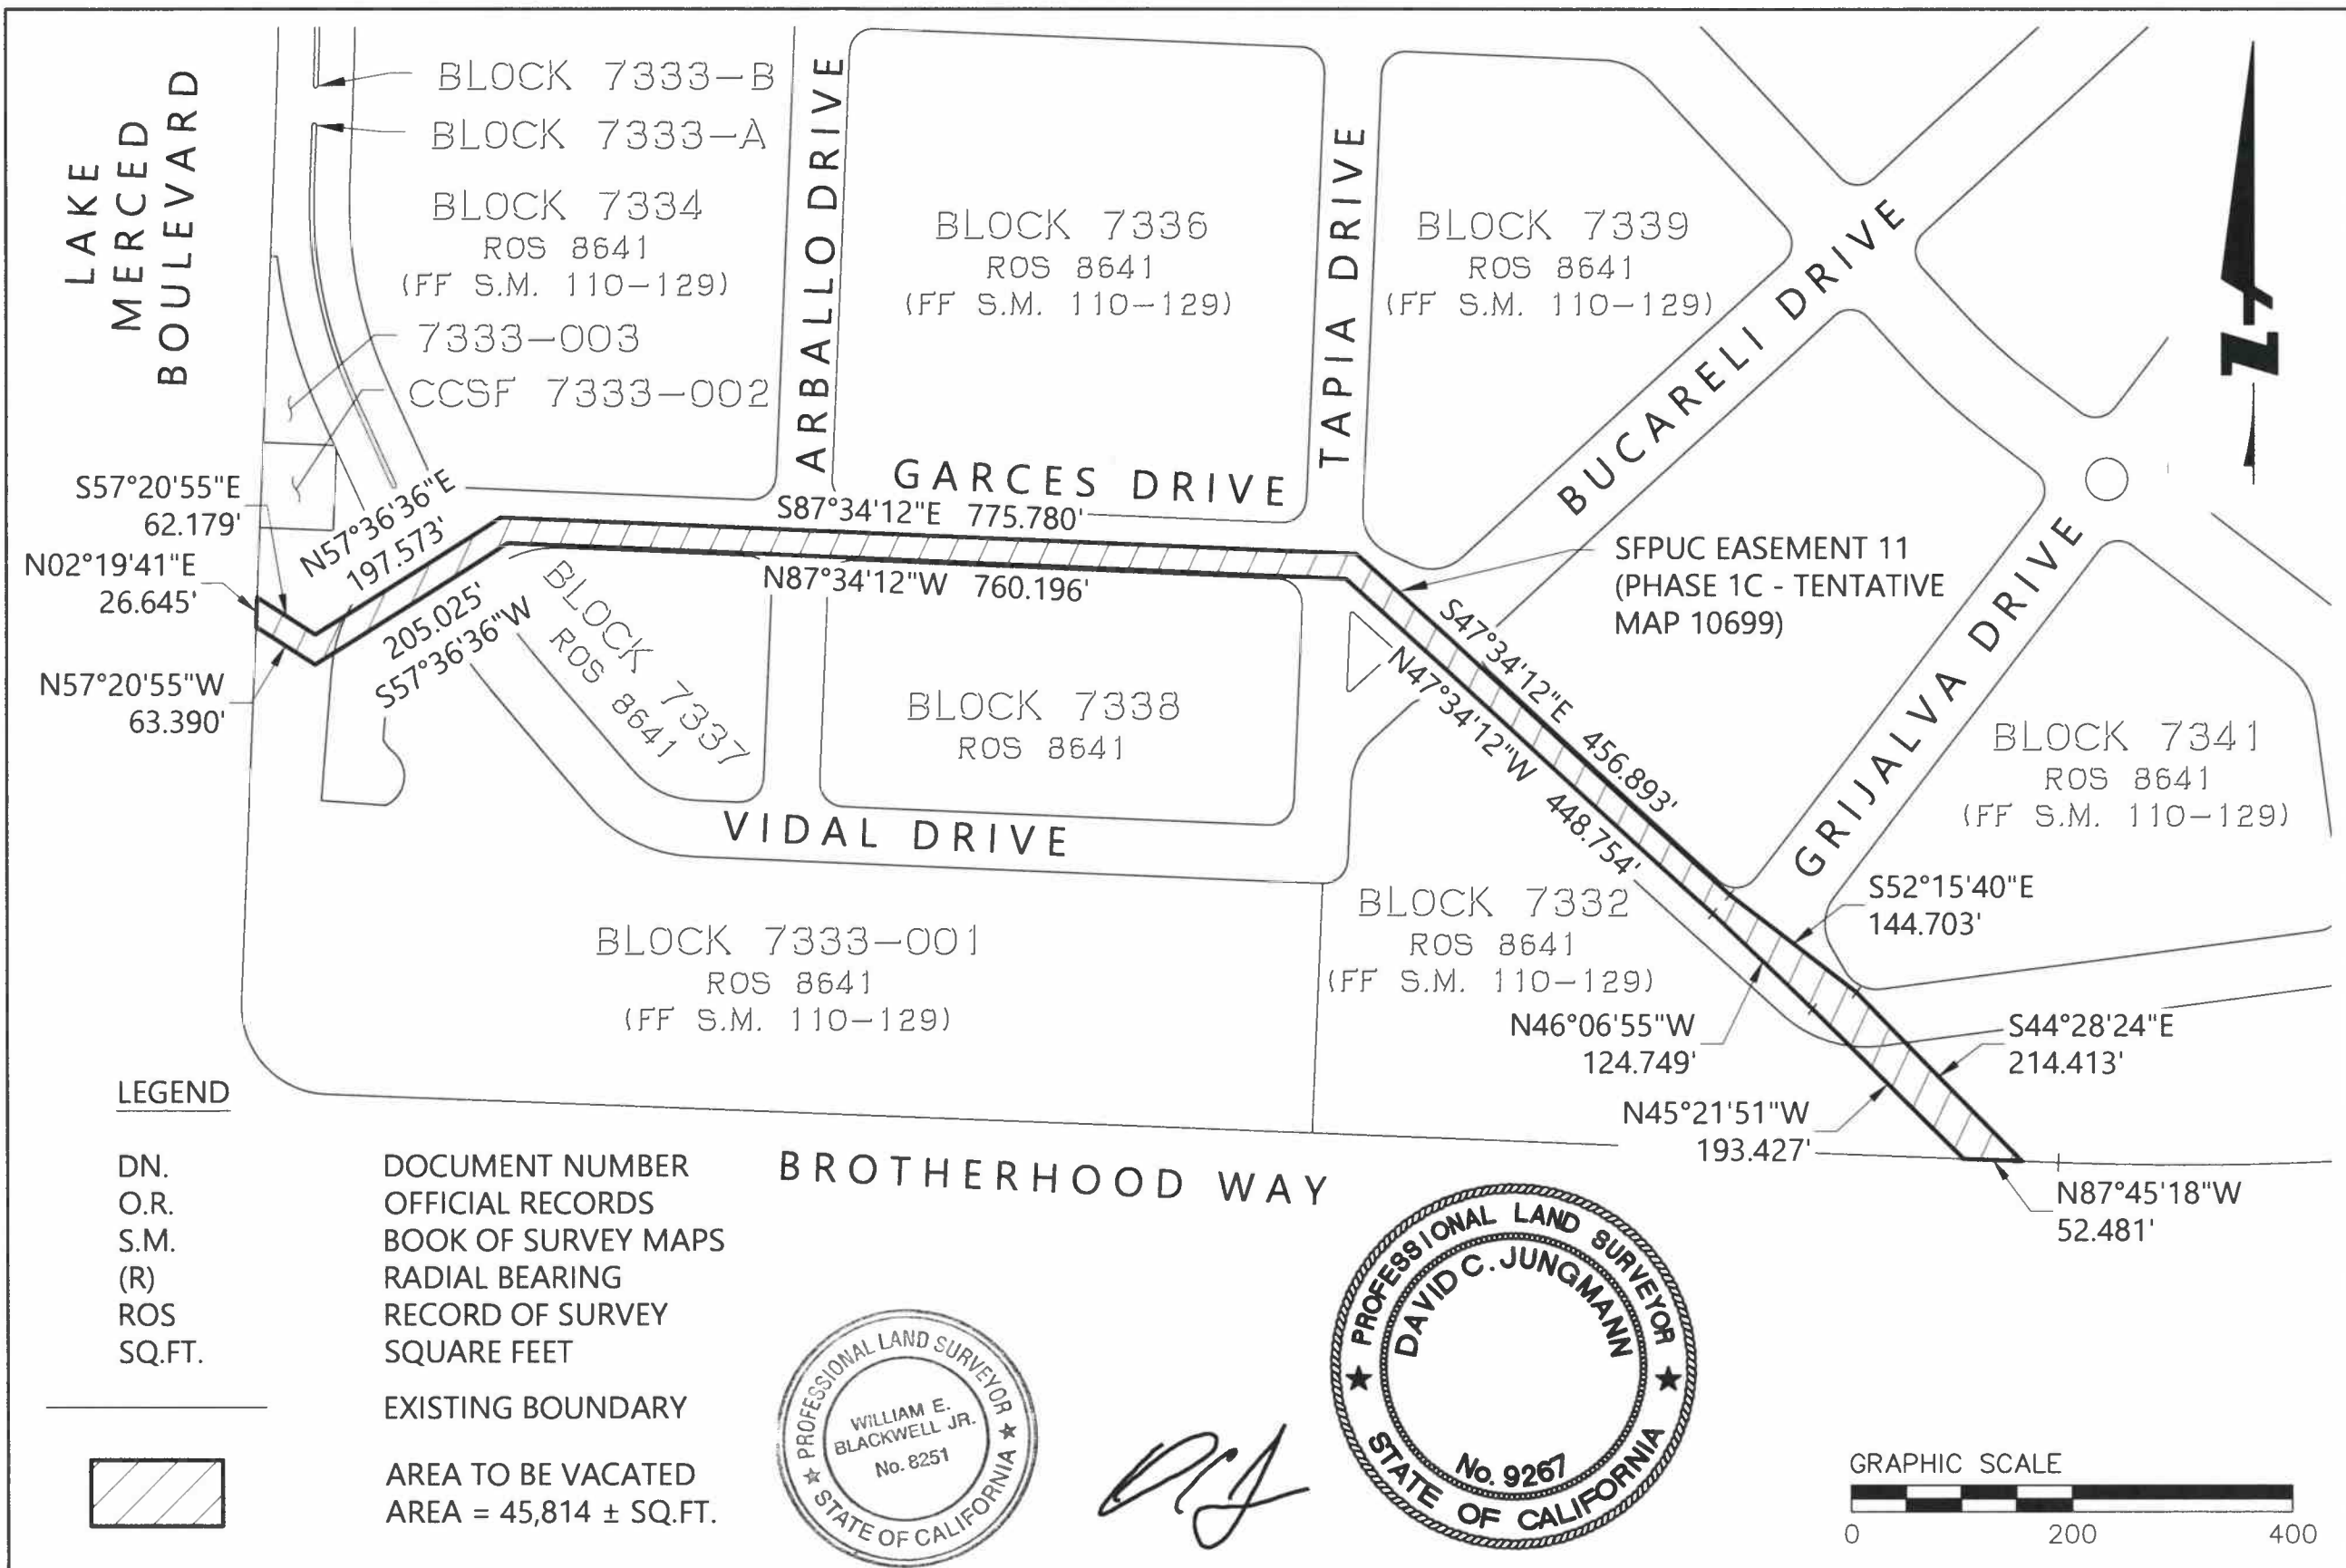 LAKE
MERCED
BOULEVARD
BLOCK 7333-B
BLOCK 7333-A
BLOCK 7334
ROS 8641
(FF S.M. 110-129)
7333-003
CCSF 7333-002
ARBALLO DRIVE
BLOCK 7336
ROS 8641
(FF S.M. 110-129)
TAPIA DRIVE
BLOCK 7339
ROS 8641
(FF S.M. 110-129)
BUCARELI DRIVE
Z
GARCES DRIVE
S87°34'12"E 775.780'
N87°34'12"W 760.196'
S57°20'55"E
62.179'
N02°19'41"E
26.645'
N57°20'55"W
63.390'
N57°36'36"E
197.573'
205.025'
S57°36'36"W
BLOCK 7337
ROS 8641
BLOCK 7338
ROS 8641
SFPUC EASEMENT 11
(PHASE 1C - TENTATIVE
MAP 10699)
S47°34'12"E 456.893'
N47°34'12"W 448.754'
GRIJALVA DRIVE
BLOCK 7341
ROS 8641
(FF S.M. 110-129)
VIDAL DRIVE
S52°15'40"E
144.703'
BLOCK 7332
ROS 8641
(FF S.M. 110-129)
BLOCK 7333-001
ROS 8641
(FF S.M. 110-129)
N46°06'55"W
124.749'
S44°28'24"E
214.413'
N45°21'51"W
193.427'
N87°45'18"W
52.481'
BROTHERHOOD WAY
LEGEND
DN. DOCUMENT NUMBER
O.R. OFFICIAL RECORDS
S.M. BOOK OF SURVEY MAPS
(R) RADIAL BEARING
ROS RECORD OF SURVEY
SQ.FT. SQUARE FEET
EXISTING BOUNDARY
AREA TO BE VACATED
AREA = 45,814 ± SQ.FT.
PROFESSIONAL LAND SURVEYOR
WILLIAM E.
BLACKWELL JR.
No. 8251
STATE OF CALIFORNIA
PROFESSIONAL LAND SURVEYOR
DAVID C. JUNGMANN
No. 9267
STATE OF CALIFORNIA
GRAPHIC SCALE
0 200 400